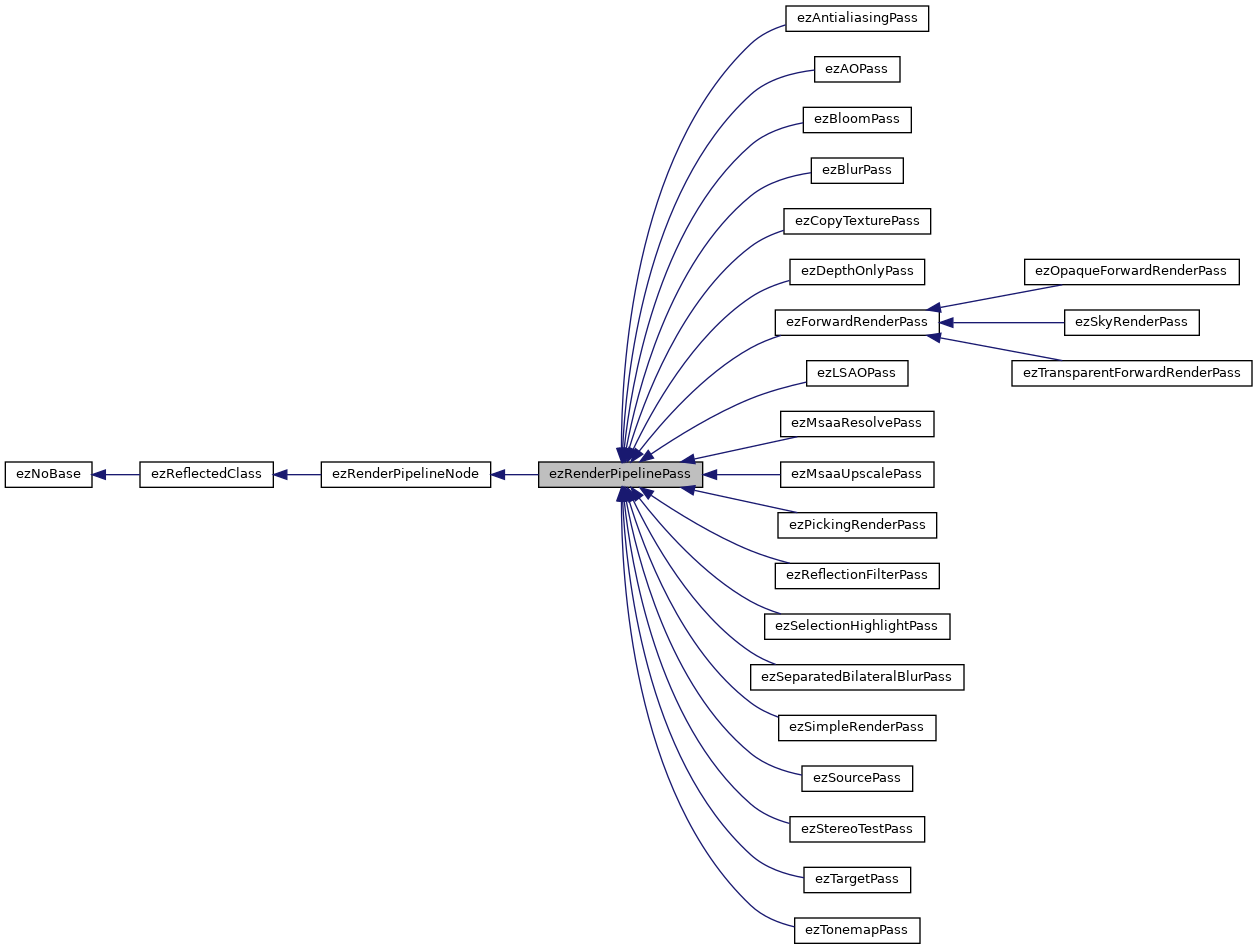 ezAntialiasingPass
ezAOPass
ezBloomPass
ezBlurPass
ezCopyTexturePass
ezDepthOnlyPass
ezOpaqueForwardRenderPass
ezForwardRenderPass
ezSkyRenderPass
ezLSAOPass
ezTransparentForwardRenderPass
ezMsaaResolvePass
ezNoBase
ezReflectedClass
ezRenderPipelineNode
ezRenderPipelinePass
ezMsaaUpscalePass
ezPickingRenderPass
ezReflectionFilterPass
ezSelectionHighlightPass
ezSeparatedBilateralBlurPass
ezSimpleRenderPass
ezSourcePass
ezStereoTestPass
ezTargetPass
ezTonemapPass